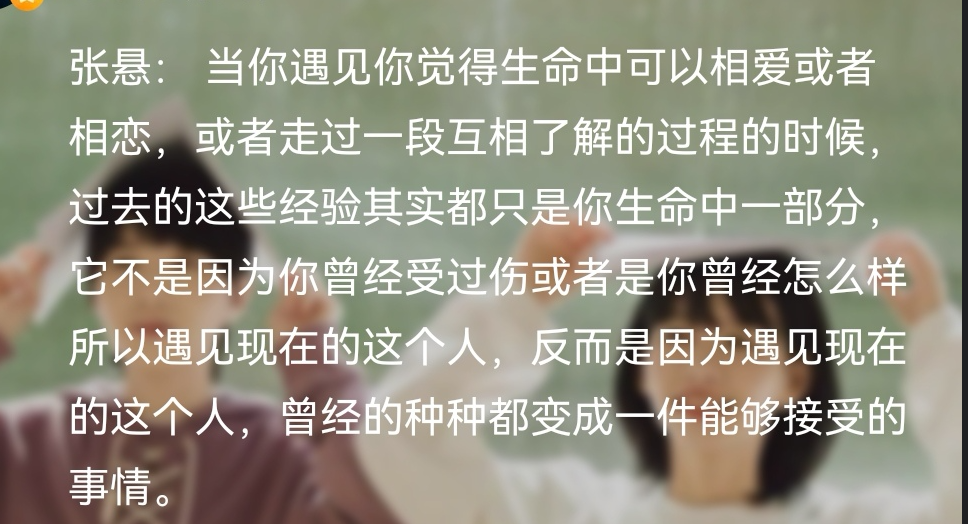 张悬： 当你遇见你觉得生命中可以相爱或者
相恋，或者走过一段互相了解的过程的时候，
过去的这些经验其实都只是你生命中一部分，
它不是因为你曾经受过伤或者是你曾经怎么样
所以遇见现在的这个人，反而是因为遇见现在
的这个人，曾经的种种都变成一件能够接受的
事情。